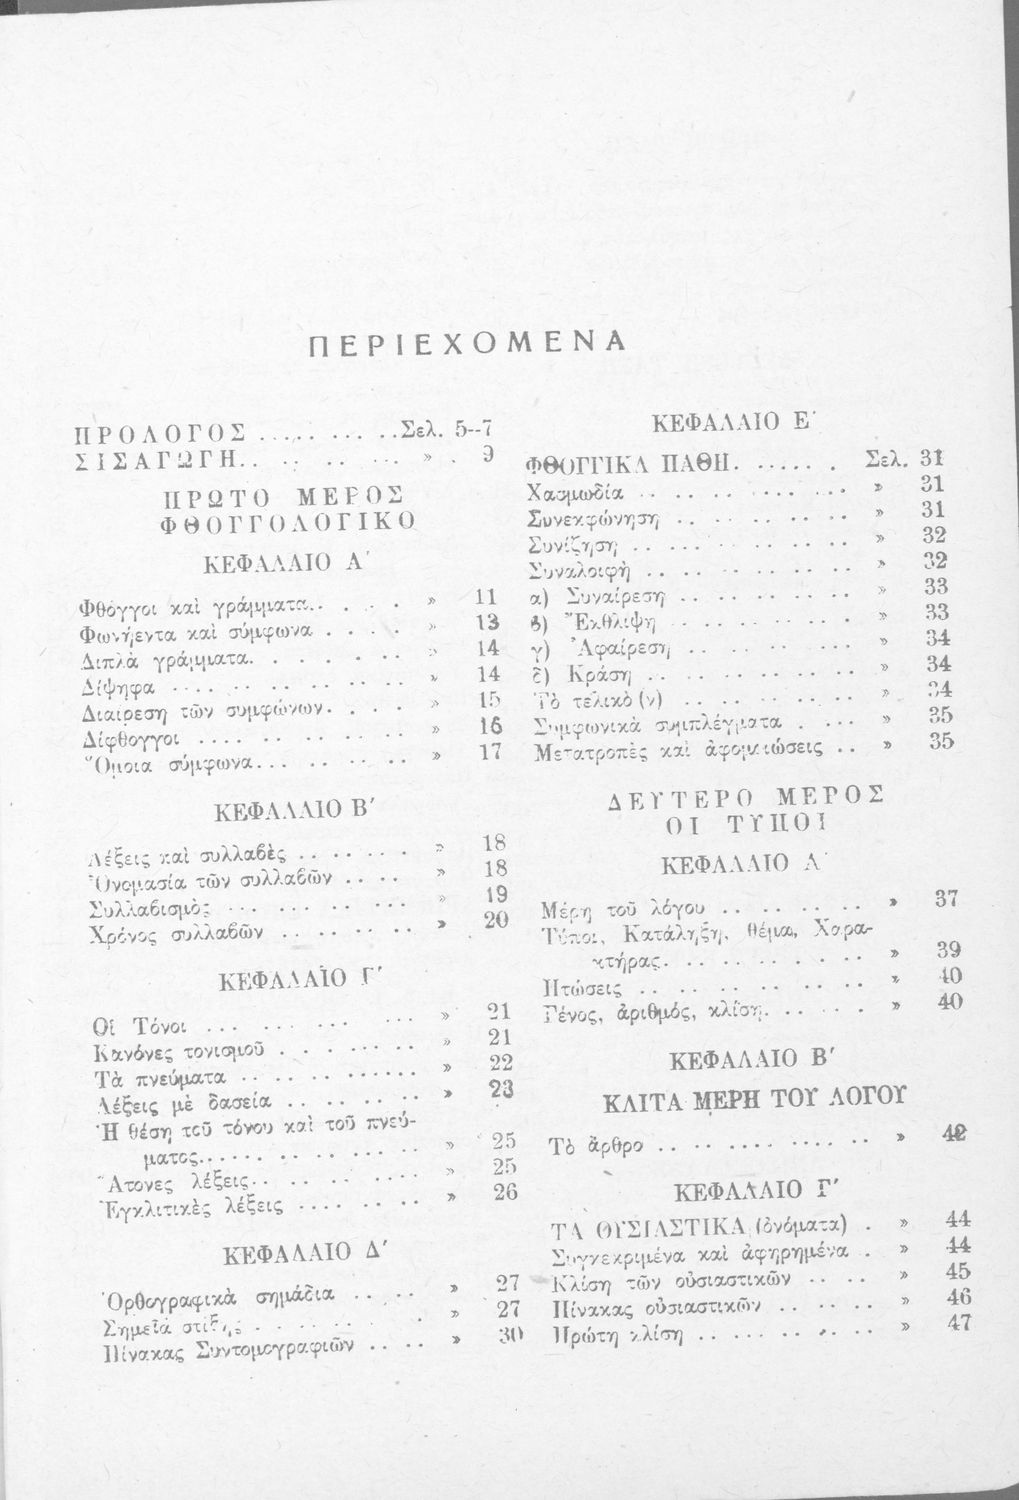 ΠΕΡΙΕΧΟΜΕΝΑ
ΠΡΟΛΟΓΟΣ ..... ... ... ..Σελ. 5--7
ΣΙΣΑΓΩΓΗ.. .. .. .. ... » . 9
ΠΡΩΤΟ ΜΕΡΟΣ
ΦΘΟΓΓΟΛΟΓΙΚΟ
ΚΕΦΑΛΑΙΟ Α΄
Φθόγγοι καὶ γράμματα.. . . . . » 11
Φωνήεντα καὶ σύμφωνα . . . . » 13
Διπλὰ γράμματα. . . . . . . » 14
Δίψηφα .... .. .. .. .. .. » 14
Διαίρεση τῶν συμφώνων. . . . . » 15
Δίφθογγοι .... .. .. .. .. .. » 16
Ὅμοια σύμφωνα... .. .. .. .. » 17
ΚΕΦΑΛΑΙΟ Β΄
Λέξεις καὶ συλλαβὲς .. .. .. .. . » 18
Ὀνομασία τῶν συλλαβῶν .. .. .. » 18
Συλλαβισμὸς ... .. .. .. ... » 19
Χρόνος συλλαβῶν .. .. .. .. .. » 20
ΚΕΦΑΛΑΙΟ Γ΄
Οἱ Τόνοι ... ... ... ... ... » 21
Κανόνες τονισμοῦ . . .. .. .. .. » 21
Τὰ πνεύματα .. .. .. .. ....... » 22
Λέξεις μὲ δασεία .. .. .. .. .. » 23
Ἡ θέση τοῦ τόνου καὶ τοῦ πνεύ-
ματος..... .. .. .. .. .. .. » 25
Ἄτονες λέξεις.. .. .. .. .... » 25
Ἐγκλιτικὲς λέξεις .... .. .. .. » 26
ΚΕΦΑΛΑΙΟ Δ΄
Ὀρθογραφικὰ σημάδια .. .. .. » 27
Σημεῖα στίξης . .. .. .. .. .. » 27
Πίνακας Συντομογραφιῶν .. .. .. » 30
ΚΕΦΑΛΑΙΟ Ε΄
ΦΘΟΓΓΙΚΑ ΠΑΘΗ. . ..... . Σελ. 31
Χασμωδία .. .. .. .. .. ... » 31
Συνεκφώνηση .. .. .. .. .. .. » 31
Συνίζηση .. .. ... .. .. .. .. » 32
Συναλοιφὴ .. .. .. .. .. .. .. » 32
α) Συναίρεση .. .. .. .. .. .. » 33
β) Ἔκθλιψη .. .. .. .. .. .. . » 33
γ) Ἀφαίρεση .. .. .. .. .. ... » 34
δ) Κράση .. .. .. .. .. .. .. » 34
Τὸ τελικὸ (ν) .. .. .. .. .. .. » 34
Συμφωνικὰ συμπλέγματα . . ... » 35
Μετατροπὲς καὶ ἀφομοιώσεις .. .. » 35
ΔΕΥΤΕΡΟ ΜΕΡΟΣ
ΟΙ ΤΥΠΟΙ
ΚΕΦΑΛΑΙΟ Α΄
Μέρη τοῦ λόγου .. .. .. .. .. » 37
Τύποι, Κατάληξη, θέμα, Χαρα-
κτήρας. . .. .. .. .. .. .. » 39
Πτώσεις .. .. .. .. .. .. .. » 40
Γένος, ἀριθμός, κλίση. . .. .. . » 40
ΚΕΦΑΛΑΙΟ Β΄
ΚΛΙΤΑ ΜΕΡΗ ΤΟΥ ΛΟΓΟΥ
Τὸ ἄρθρο .. .. .. .... .... .. » 42
ΚΕΦΑΛΑΙΟ Γ΄
ΤΑ ΟΥΣΙΑΣΤΙΚΑ (ὀνόματα) . » 44
Συγκεκριμένα καὶ ἀφηρημένα . » 44
Κλίση τῶν οὐσιαστικῶν .. .. .. » 45
Πίνακας οὐσιαστικῶν .. .. .. .. » 46
Πρώτη κλίση .. .. .. .. .. .. » 47